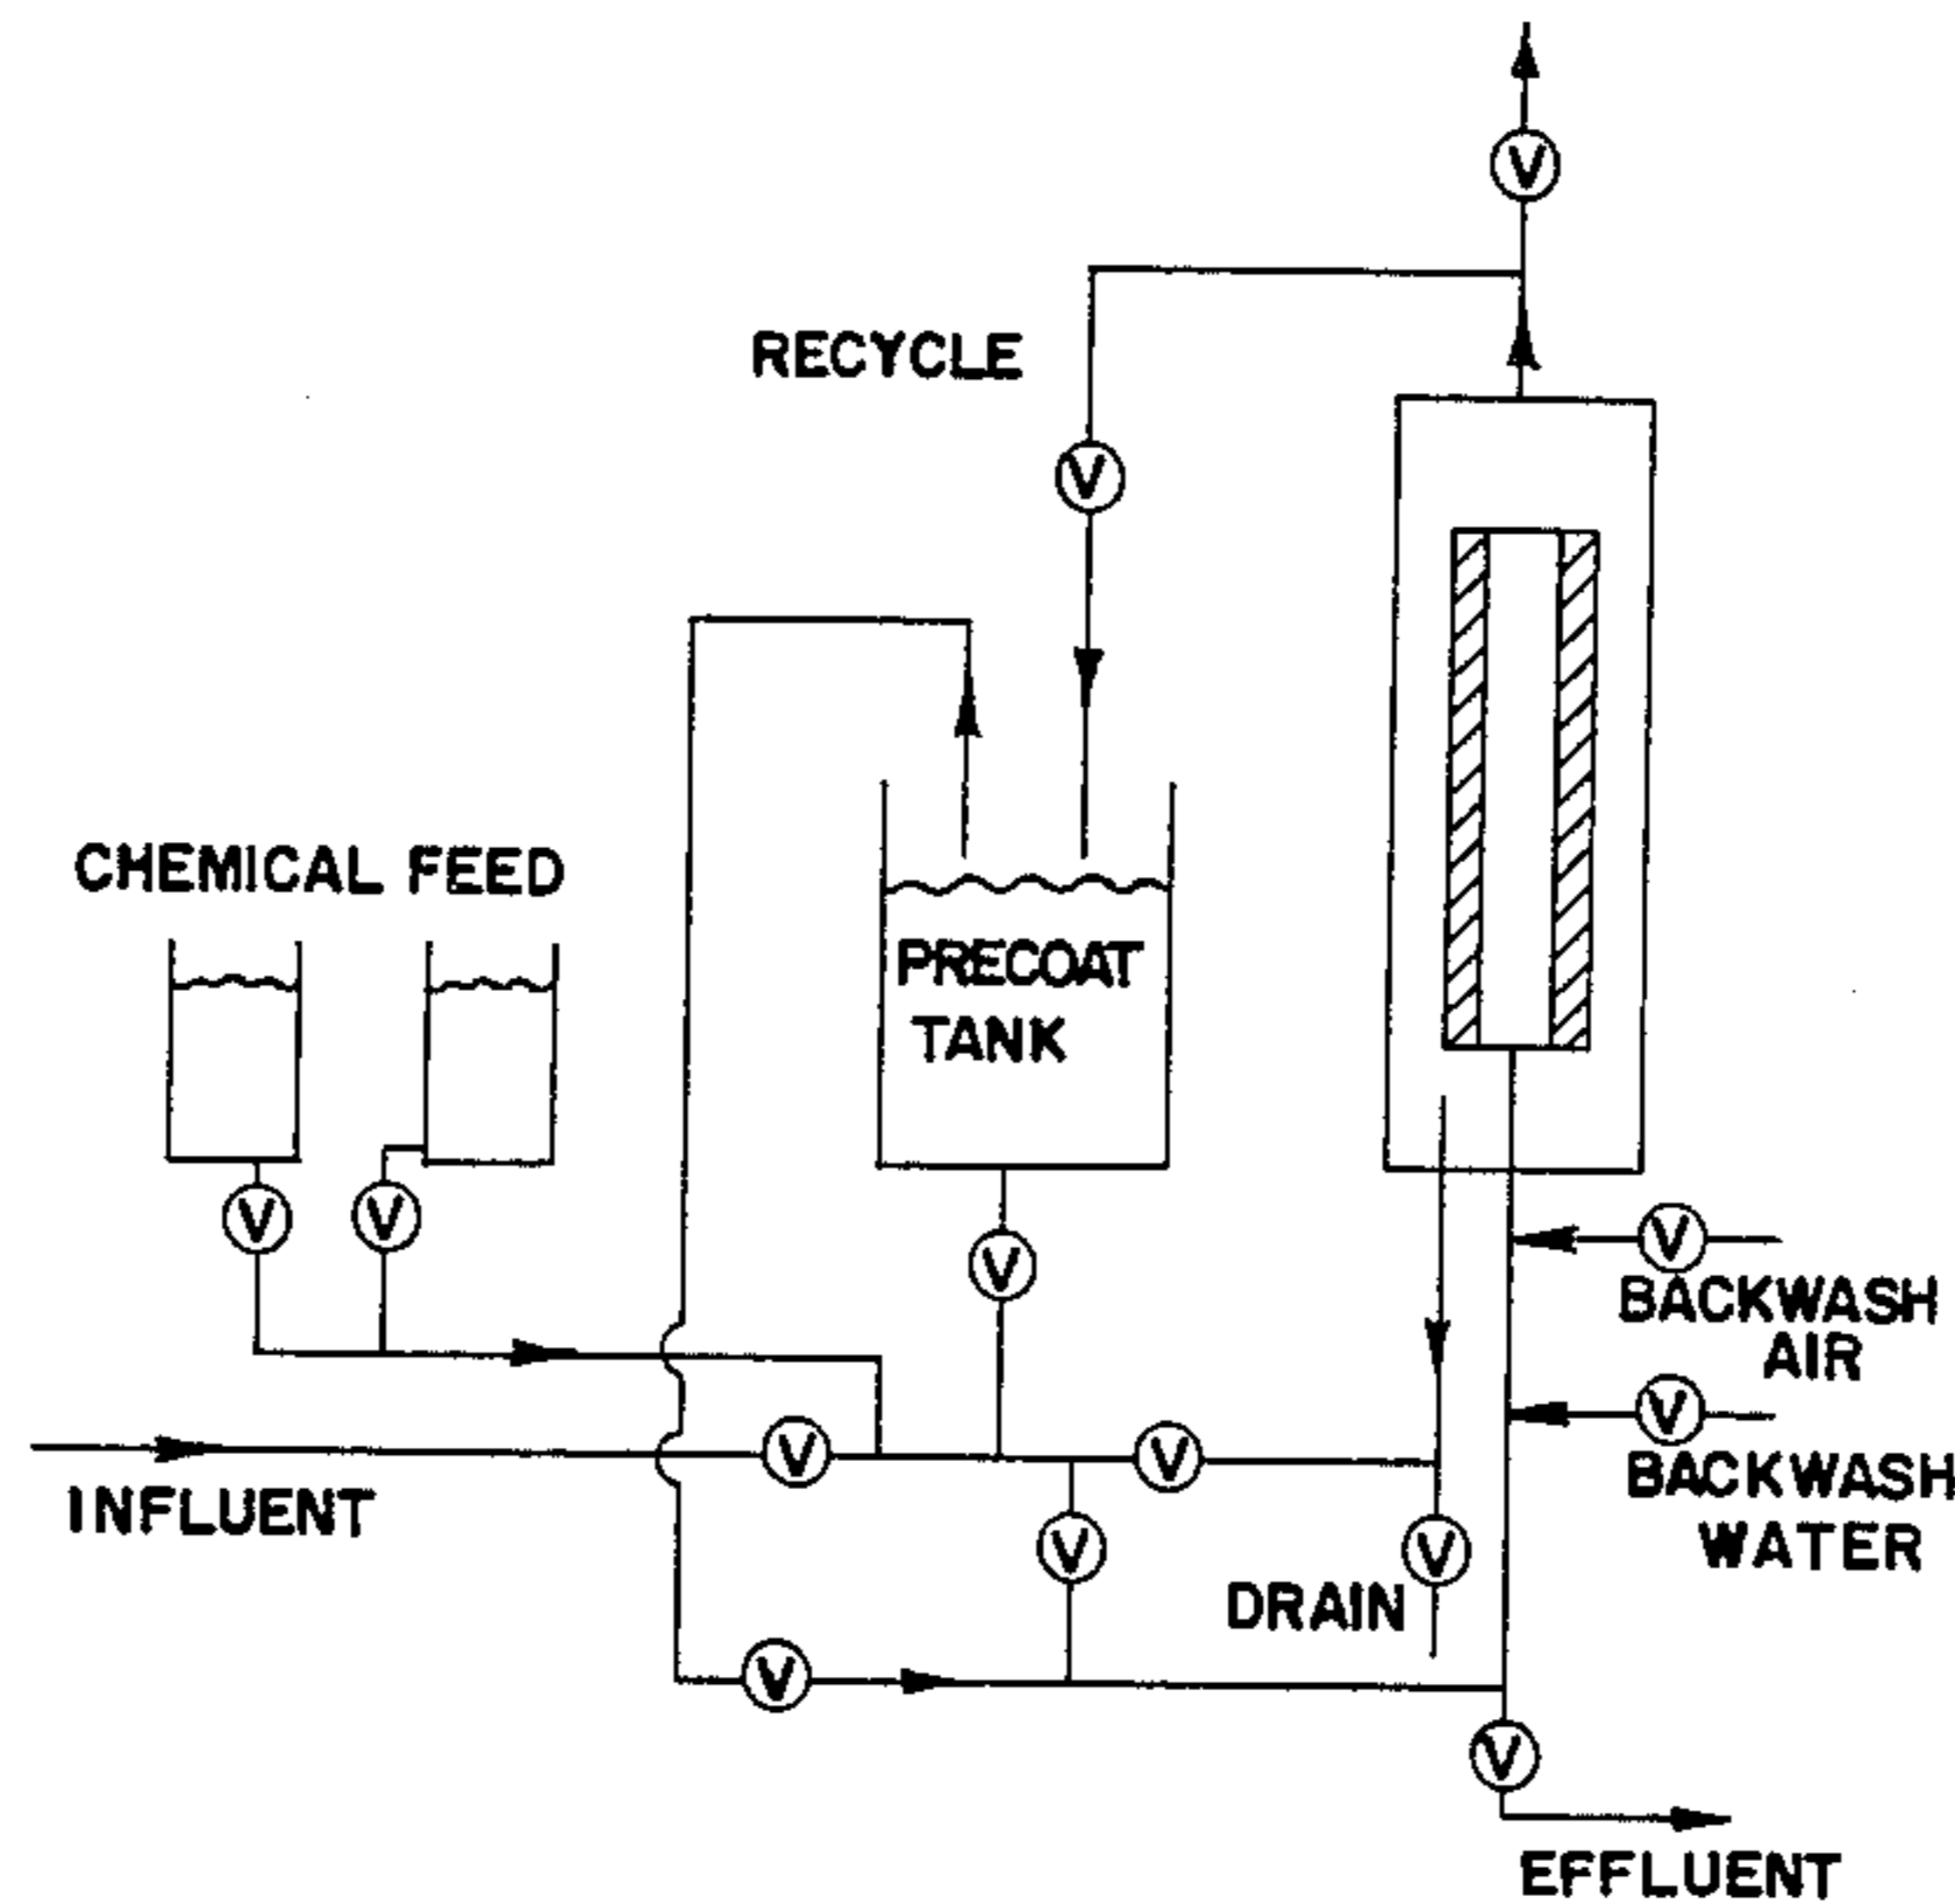 V
RECYCLE
V
CHEMICAL FEED
PRECOAT
TANK
V
V
V
V
BACKWASH
AIR
V
BACKWASH
WATER
V
V
INFLUENT
V
V
DRAIN
V
V
EFFLUENT